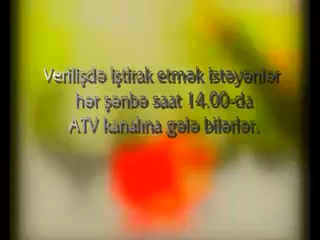 Verilişdə iştirak etmək istəyənlər
hər şənbə saat 14.00-da
ATV kanalına gələ bilərlər.